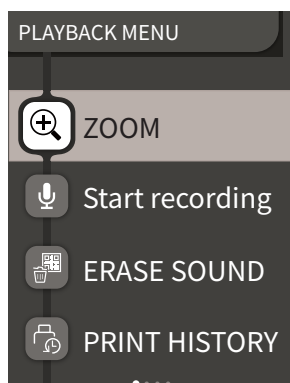 PLAYBACK MENU
ZOOM
Start recording
ERASE SOUND
PRINT HISTORY